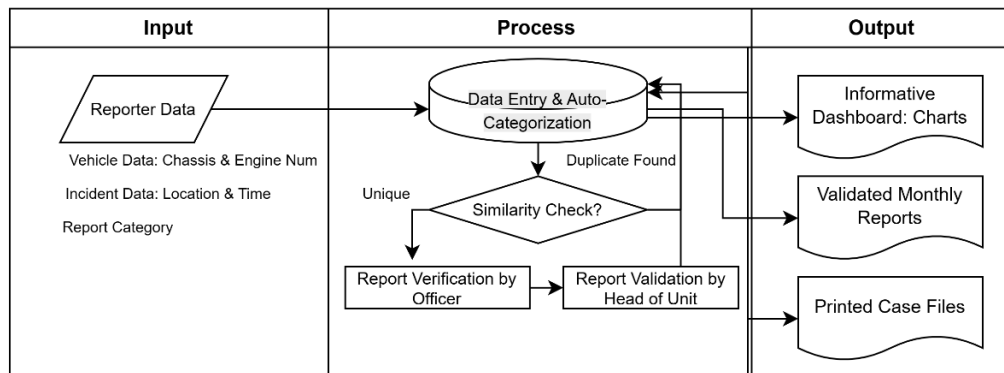 Input
Process
Output
Reporter Data
Vehicle Data: Chassis & Engine Num
Incident Data: Location & Time
Report Category
Data Entry & Auto-
Categorization
Duplicate Found
Unique
Similarity Check?
Report Verification by
Officer
Report Validation by
Head of Unit
Informative
Dashboard: Charts
Validated Monthly
Reports
Printed Case Files